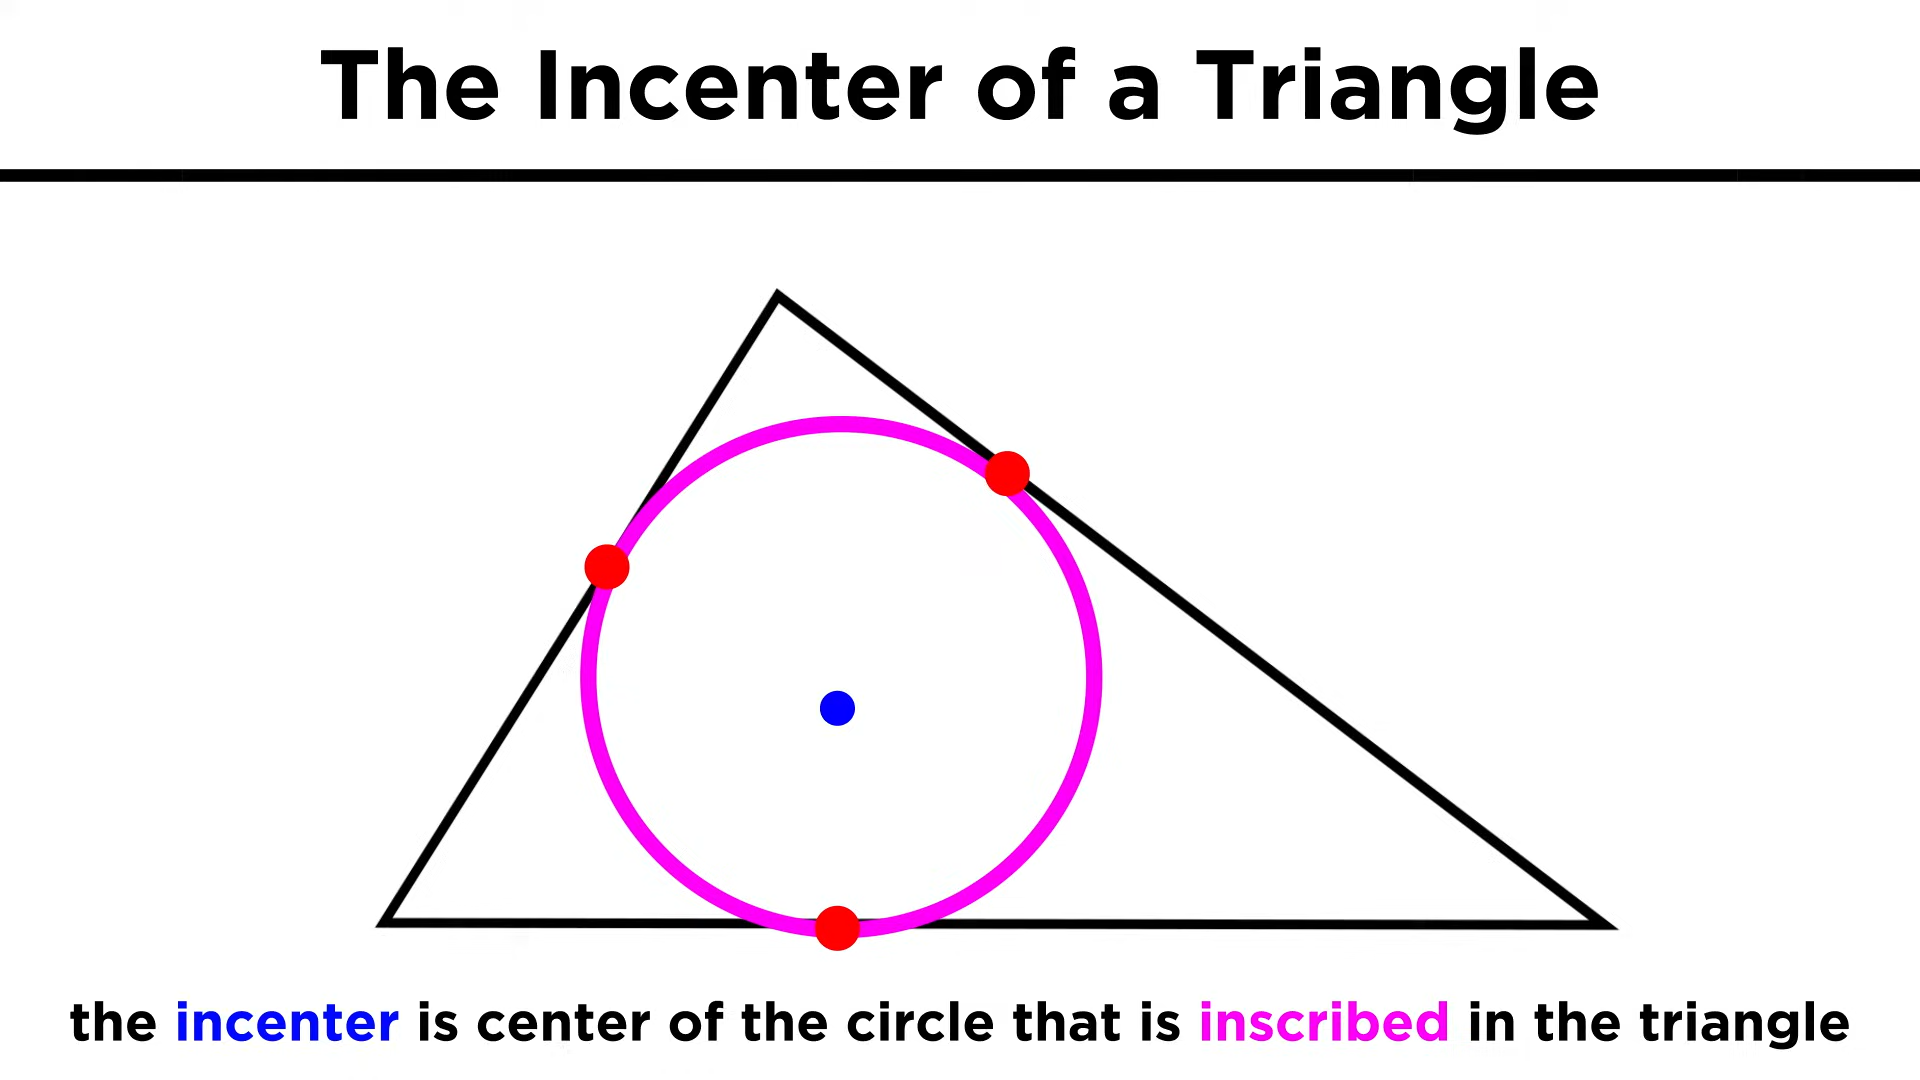 The Incenter of a Triangle
the incenter is center of the circle that is inscribed in the triangle